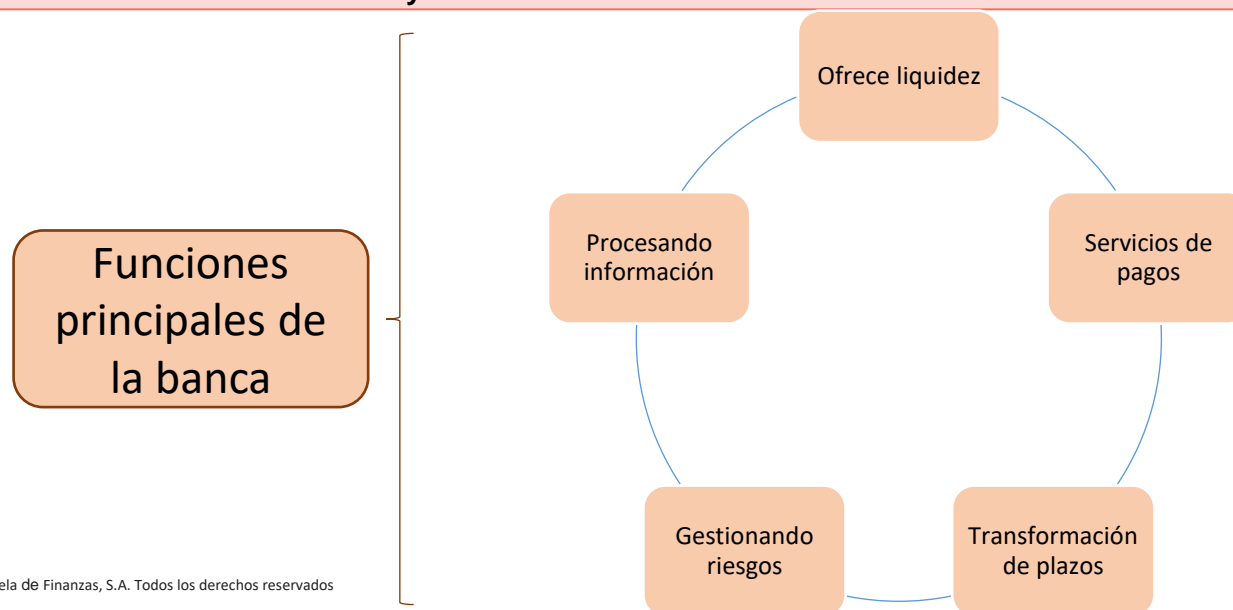 y
Ofrece liquidez
Servicios de
pagos
Transformación
de plazos
Gestionando
riesgos
Procesando
información
Funciones
principales de
la banca
ela de Finanzas, S.A. Todos los derechos reservados